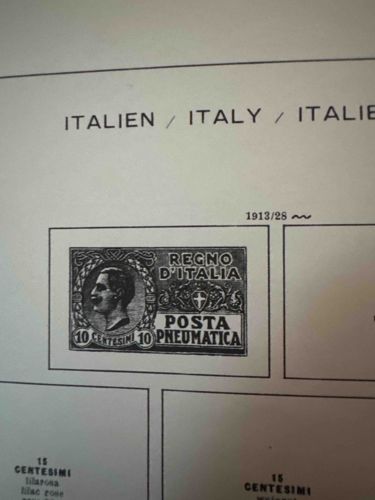 ITALIEN / ITALY / ITALIE
1913/28
REGNO
D'ITALIA
10 CENTESIMI 10
POSTA
PNEUMATICA
15
CENTESIMI
lilarosa
lilac rose
15
CENTESIMI